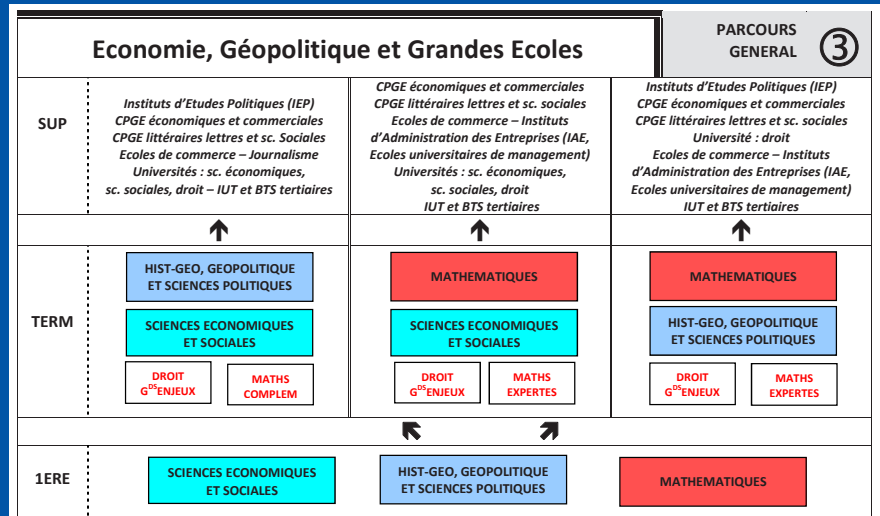 Economie, Géopolitique et Grandes Ecoles
PARCOURS
GENERAL
③
SUP
Instituts d'Etudes Politiques (IEP)
CPGE économiques et commerciales
CPGE littéraires lettres et sc. Sociales
Ecoles de commerce – Journalisme
Universités : sc. économiques,
sc. sociales, droit – IUT et BTS tertiaires
CPGE économiques et commerciales
CPGE littéraires lettres et sc. sociales
Ecoles de commerce – Instituts
d'Administration des Entreprises (IAE,
Ecoles universitaires de management)
Universités : sc. économiques,
sc. sociales, droit
IUT et BTS tertiaires
Instituts d'Etudes Politiques (IEP)
CPGE économiques et commerciales
CPGE littéraires lettres et sc. sociales
Université : droit
Ecoles de commerce – Instituts
d'Administration des Entreprises (IAE,
Ecoles universitaires de management)
IUT et BTS tertiaires
TERM
HIST-GEO, GEOPOLITIQUE
ET SCIENCES POLITIQUES
SCIENCES ECONOMIQUES
ET SOCIALES
DROIT
GDSENJEUX
MATHS
COMPLEM
MATHEMATIQUES
SCIENCES ECONOMIQUES
ET SOCIALES
DROIT
GDSENJEUX
MATHS
EXPERTES
MATHEMATIQUES
HIST-GEO, GEOPOLITIQUE
ET SCIENCES POLITIQUES
DROIT
GDSENJEUX
MATHS
EXPERTES
1ERE
SCIENCES ECONOMIQUES
ET SOCIALES
HIST-GEO, GEOPOLITIQUE
ET SCIENCES POLITIQUES
MATHEMATIQUES